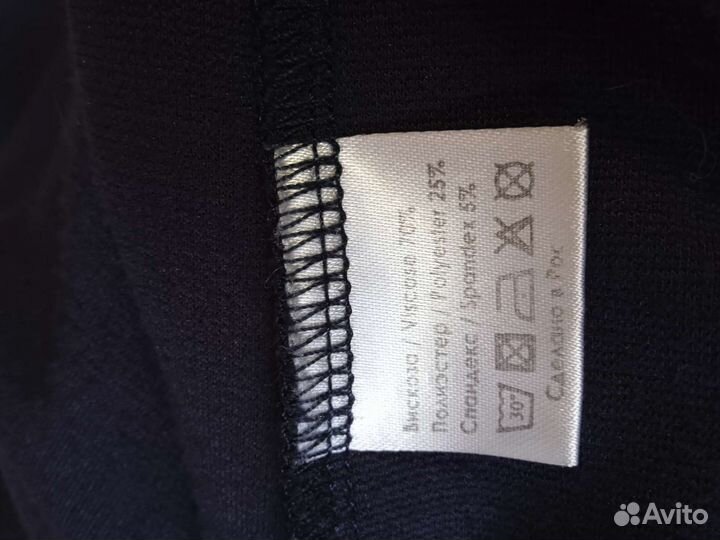 Вискоза / Viscose 70%
Полиэстер / Polyester 25%
Спандекс / Spandex 5%
30°
Сделано в Рос
Avito